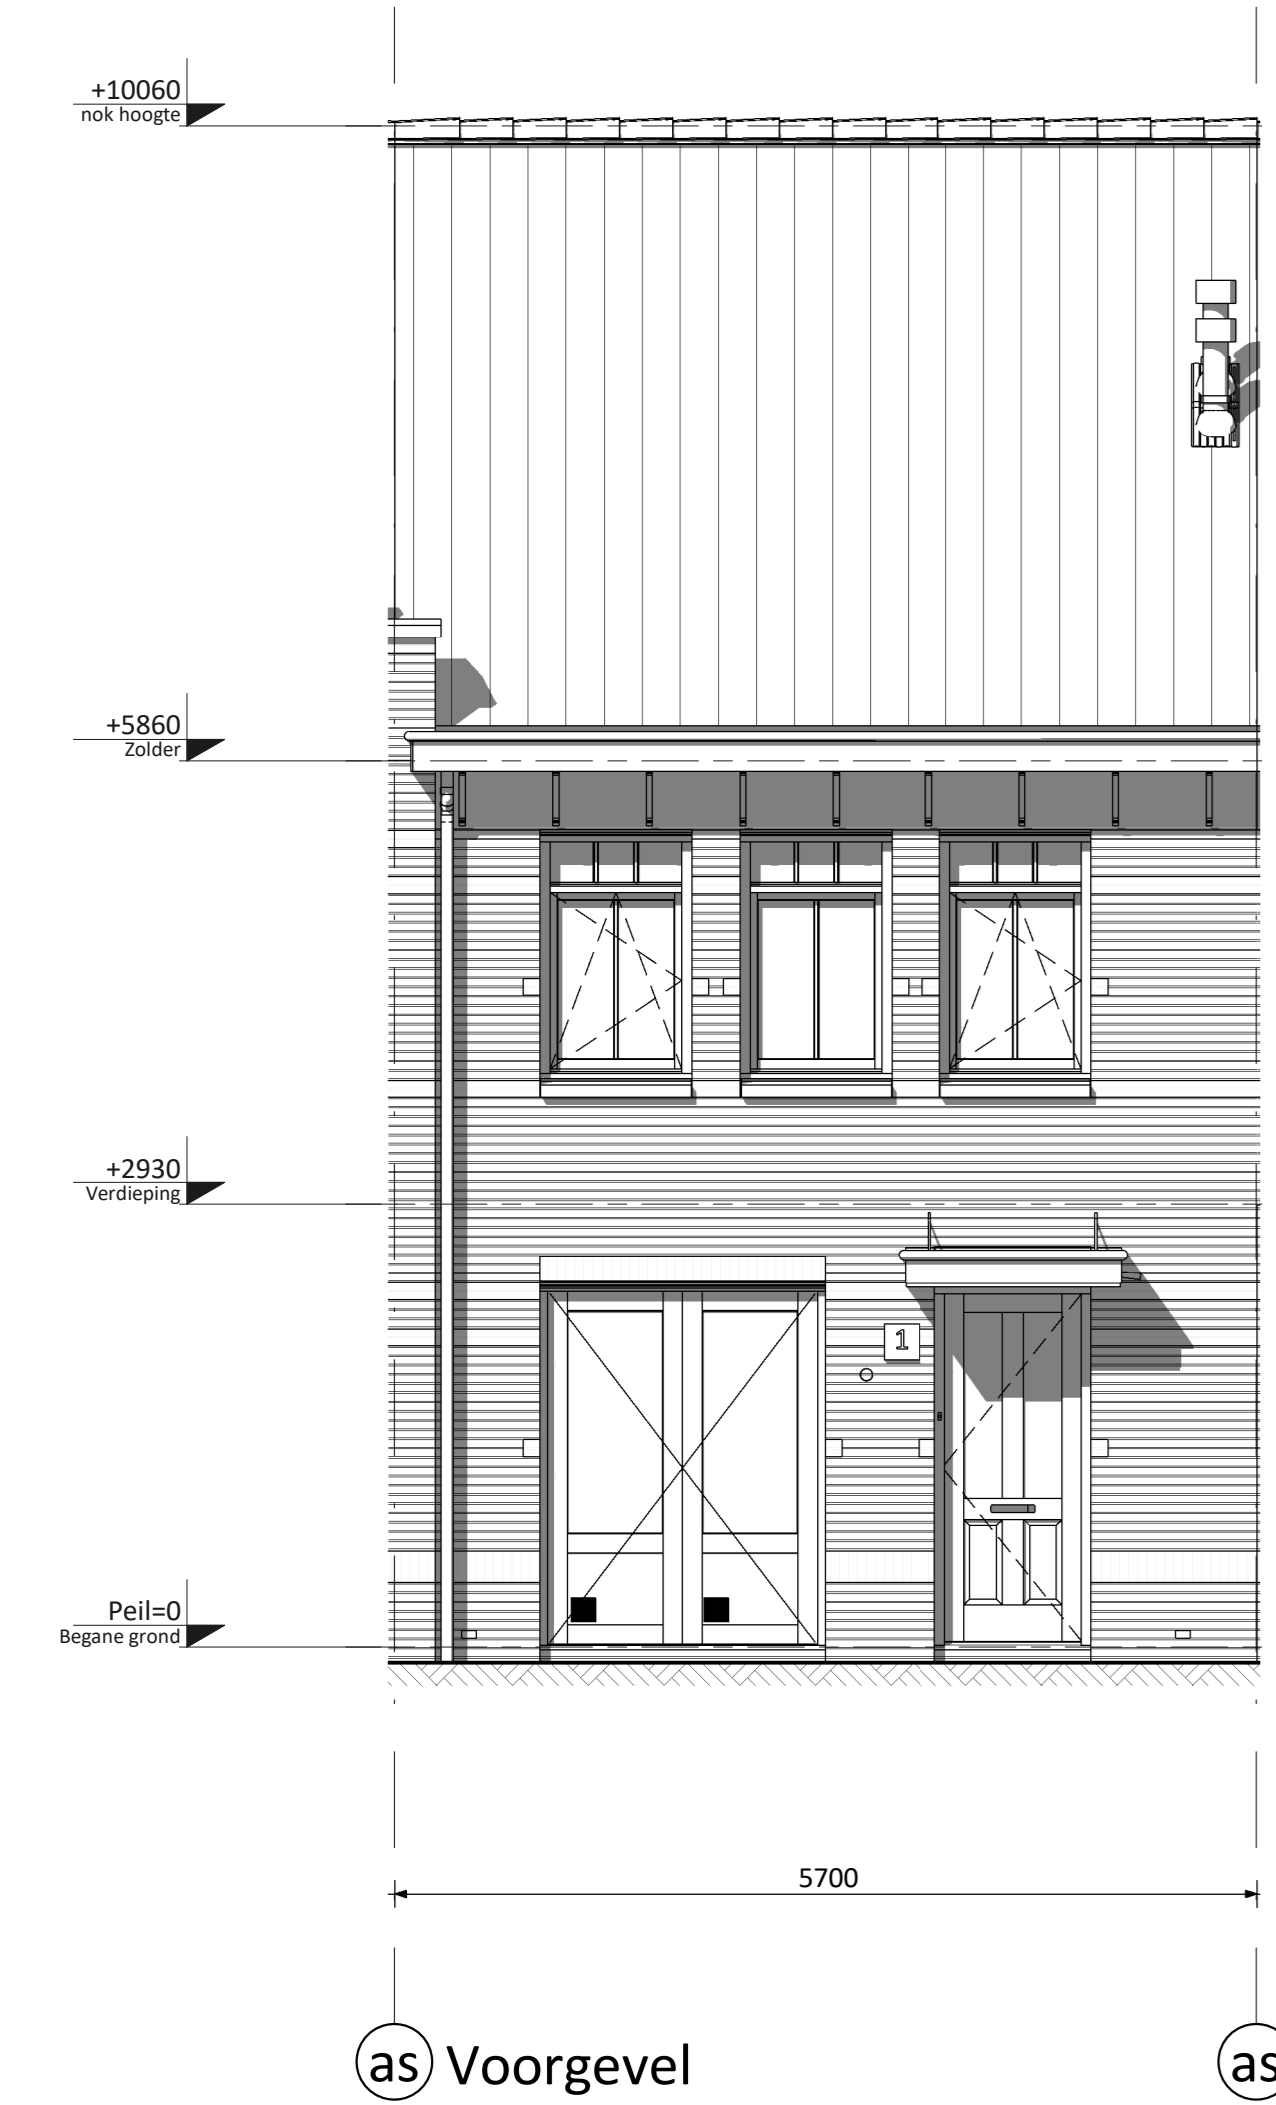 +10060
nok hoogte
+5860
Zolder
+2930
Verdieping
1
Peil=0
Begane grond
5700
as Voorgevel
as